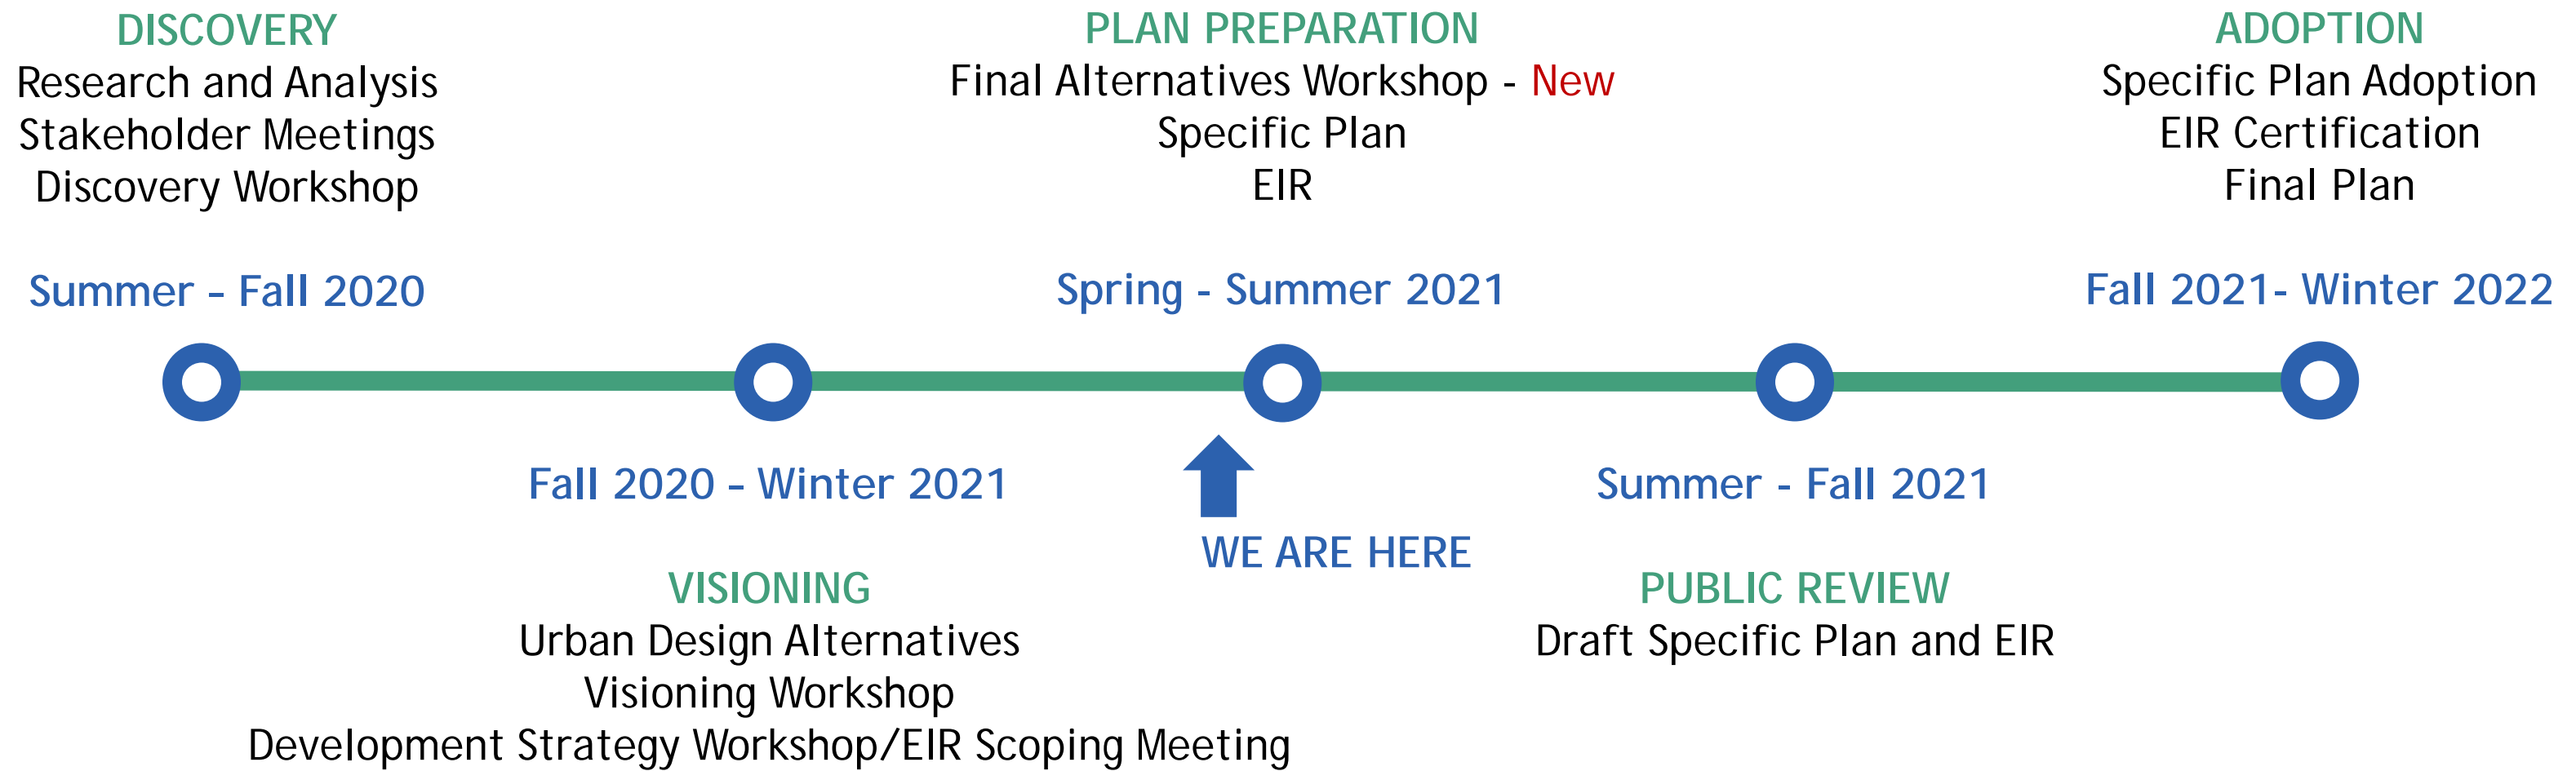 DISCOVERY
Research and Analysis
Stakeholder Meetings
Discovery Workshop
Summer - Fall 2020
PLAN PREPARATION
Final Alternatives Workshop - New
Specific Plan
EIR
Spring - Summer 2021
ADOPTION
Specific Plan Adoption
EIR Certification
Final Plan
Fall 2021- Winter 2022
Fall 2020 - Winter 2021
VISIONING
Urban Design Alternatives
Visioning Workshop
Development Strategy Workshop/EIR Scoping Meeting
WE ARE HERE
Summer - Fall 2021
PUBLIC REVIEW
Draft Specific Plan and EIR